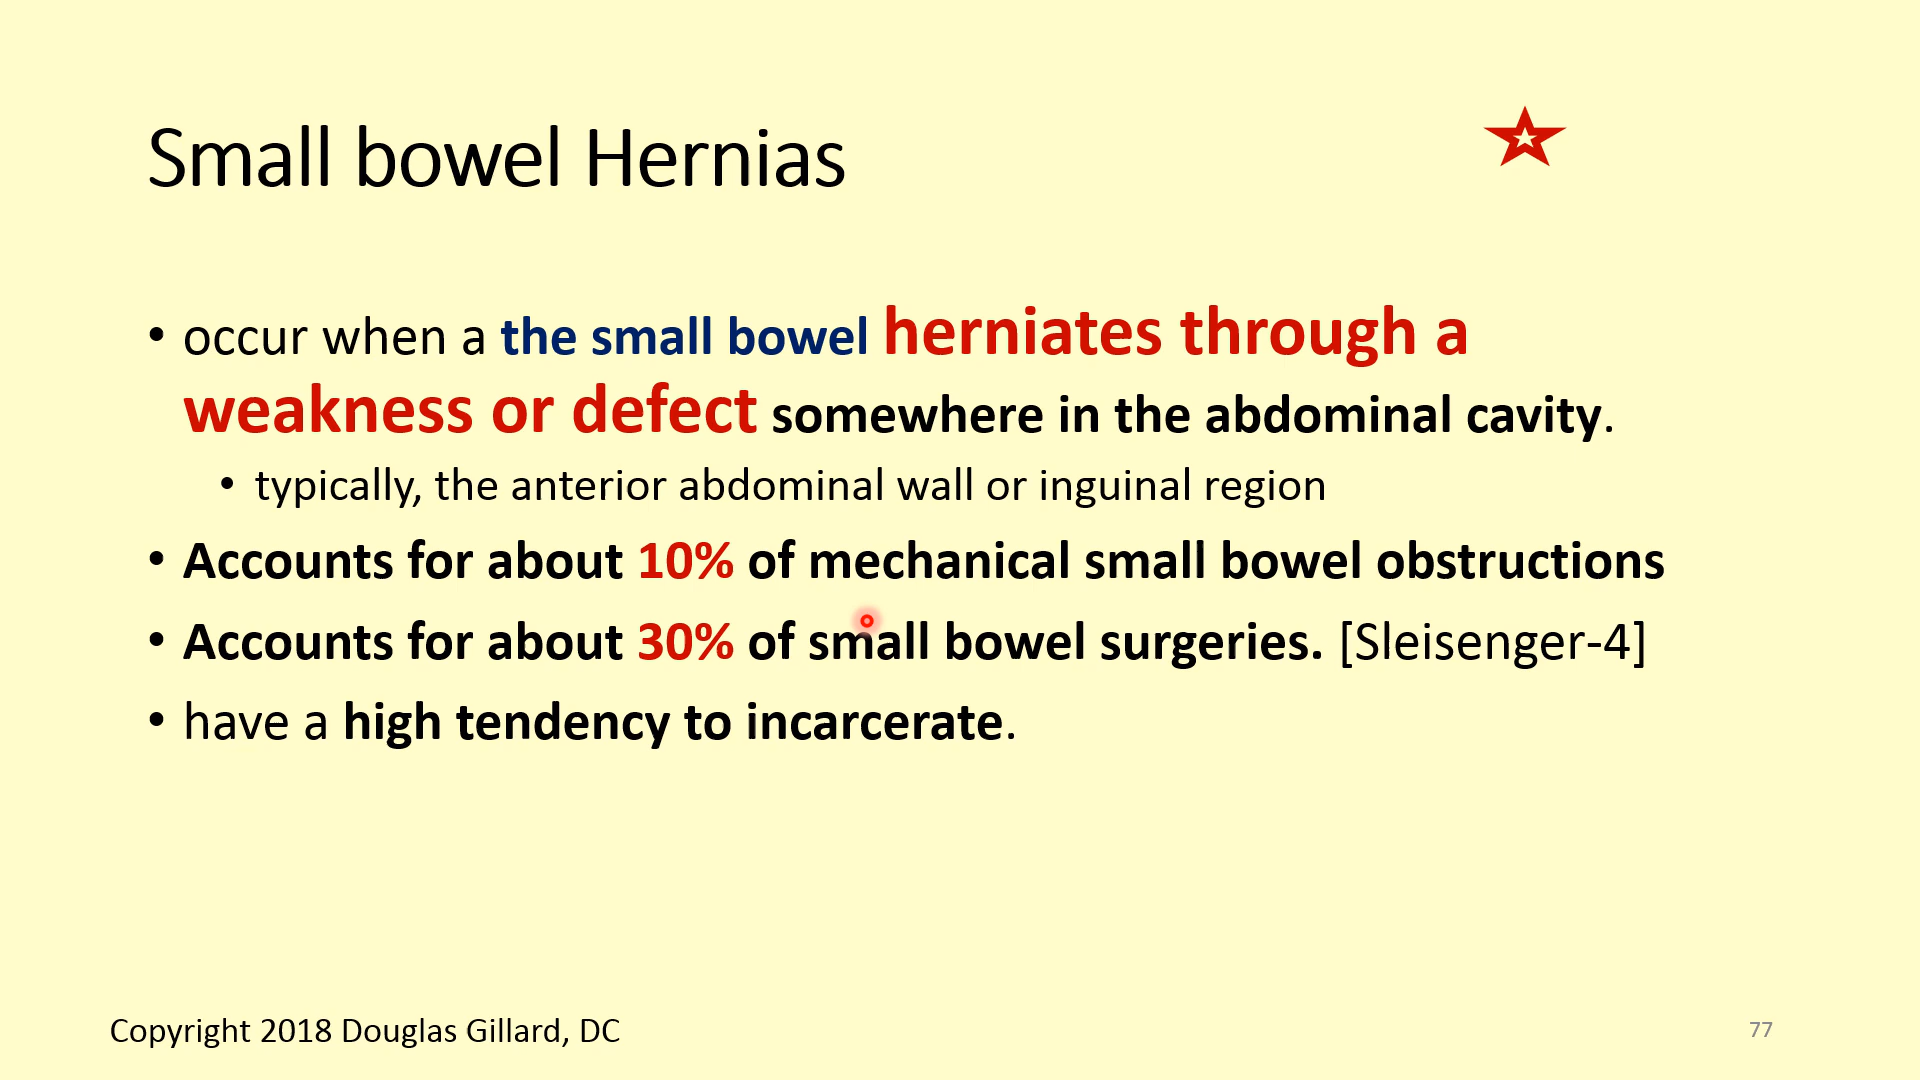 Small bowel Hernias
• occur when a the small bowel herniates through a
weakness or defect somewhere in the abdominal cavity.
• typically, the anterior abdominal wall or inguinal region
• Accounts for about 10% of mechanical small bowel obstructions
• Accounts for about 30% of small bowel surgeries. [Sleisenger-4]
• have a high tendency to incarcerate.
Copyright 2018 Douglas Gillard, DC
77